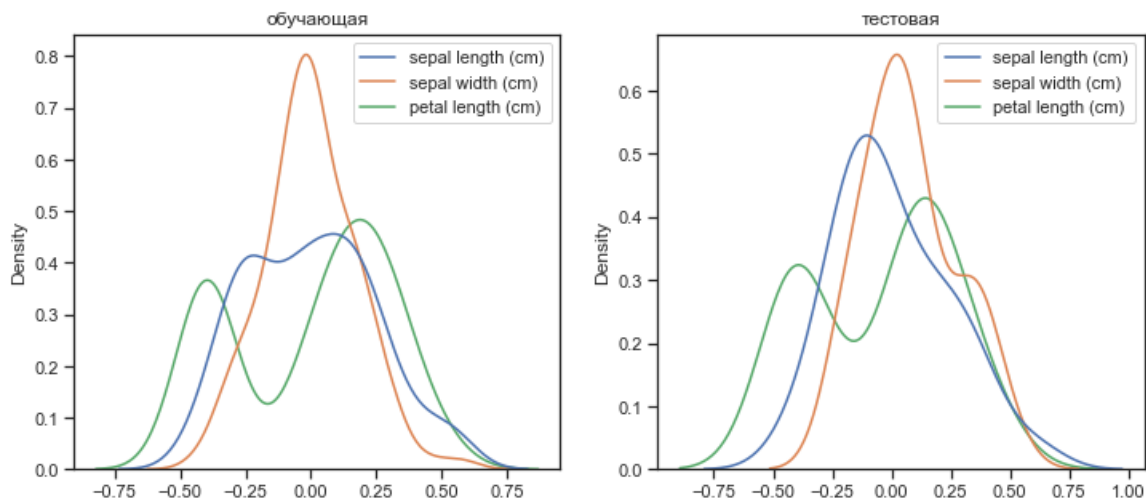 обучающая
sepal length (cm)
sepal width (cm)
petal length (cm)
Density
0.8
0.7
0.6
0.5
0.4
0.3
0.2
0.1
0.0
−0.75 −0.50 −0.25 0.00 0.25 0.50 0.75
тестовая
sepal length (cm)
sepal width (cm)
petal length (cm)
Density
0.6
0.5
0.4
0.3
0.2
0.1
0.0
−0.75 −0.50 −0.25 0.00 0.25 0.50 0.75 1.0